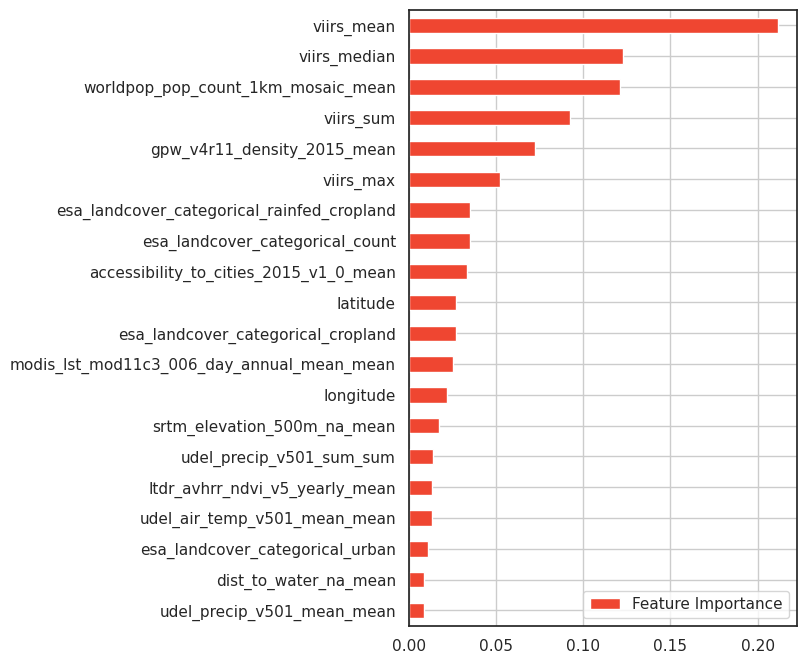 viirs_mean
viirs_median
worldpop_pop_count_1km_mosaic_mean
viirs_sum
gpw_v4r11_density_2015_mean
viirs_max
esa_landcover_categorical_rainfed_cropland
esa_landcover_categorical_count
accessibility_to_cities_2015_v1_0_mean
latitude
esa_landcover_categorical_cropland
modis_lst_mod11c3_006_day_annual_mean_mean
longitude
srtm_elevation_500m_na_mean
udel_precip_v501_sum_sum
ltdr_avhrr_ndvi_v5_yearly_mean
udel_air_temp_v501_mean_mean
esa_landcover_categorical_urban
dist_to_water_na_mean
udel_precip_v501_mean_mean
Feature Importance
0.00 0.05 0.10 0.15 0.20